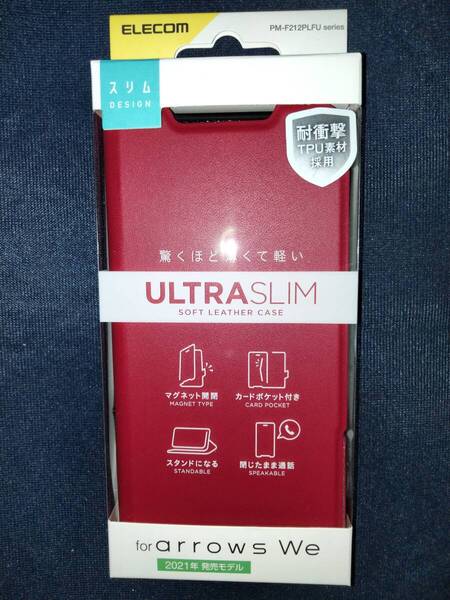 ELECOM
PM-F212PLFU series
スリム
DESIGN
耐衝撃
TPU素材
採用
驚くほど薄くて軽い
ULTRASLIM
SOFT LEATHER CASE
マグネット開閉
MAGNET TYPE
カードポケット付き
CARD POCKET
スタンドになる
STANDABLE
閉じたまま通話
SPEAKABLE
for arrows We
2021年 発売モデル